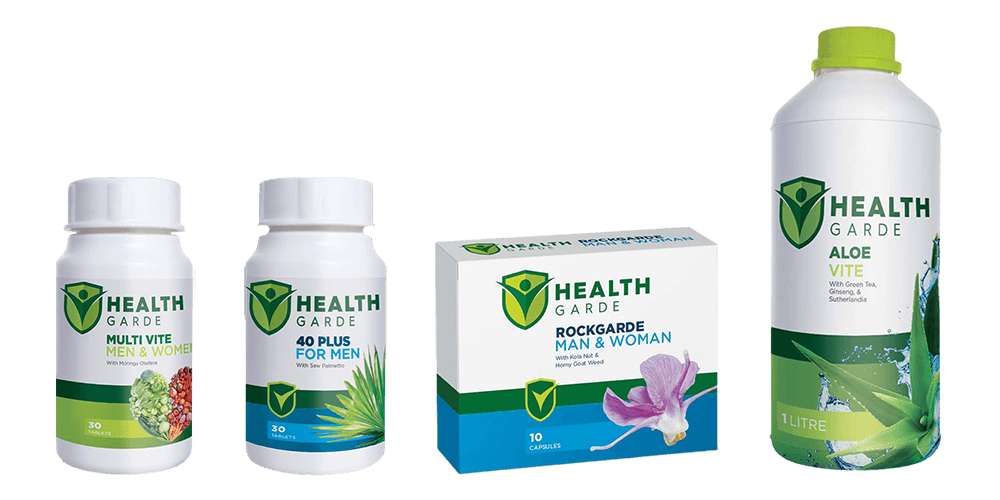 HEALTH
GARDE
MULTI VITE
MEN & WOMEN
With Moringa Oleifera
30
TABLETS
HEALTH
GARDE
40 PLUS
FOR MEN
With Saw Palmetto
30
TABLETS
HEALTH
GARDE
ROCKGARDE
MAN & WOMAN
HEALTH
GARDE
ROCKGARDE
MAN & WOMAN
With Kola Nut &
Horny Goat Weed
10
CAPSULES
HEALTH
GARDE
ALOE
VITE
With Green Tea,
Ginseng, &
Sutherlandia
1 LITRE